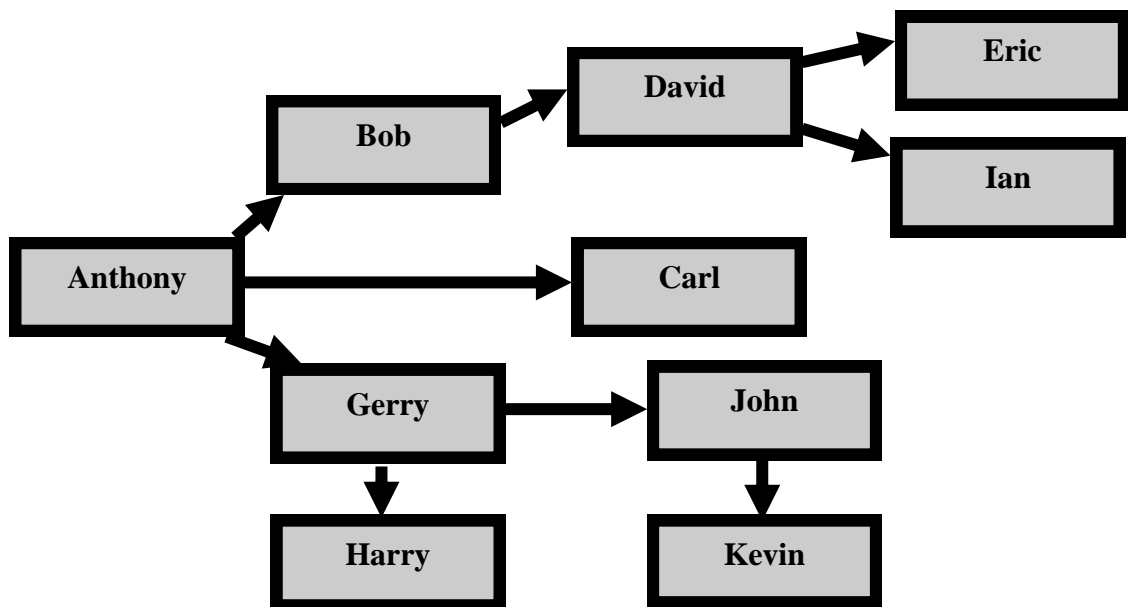 Eric
David
Bob
Ian
Anthony
Carl
Gerry
John
Harry
Kevin